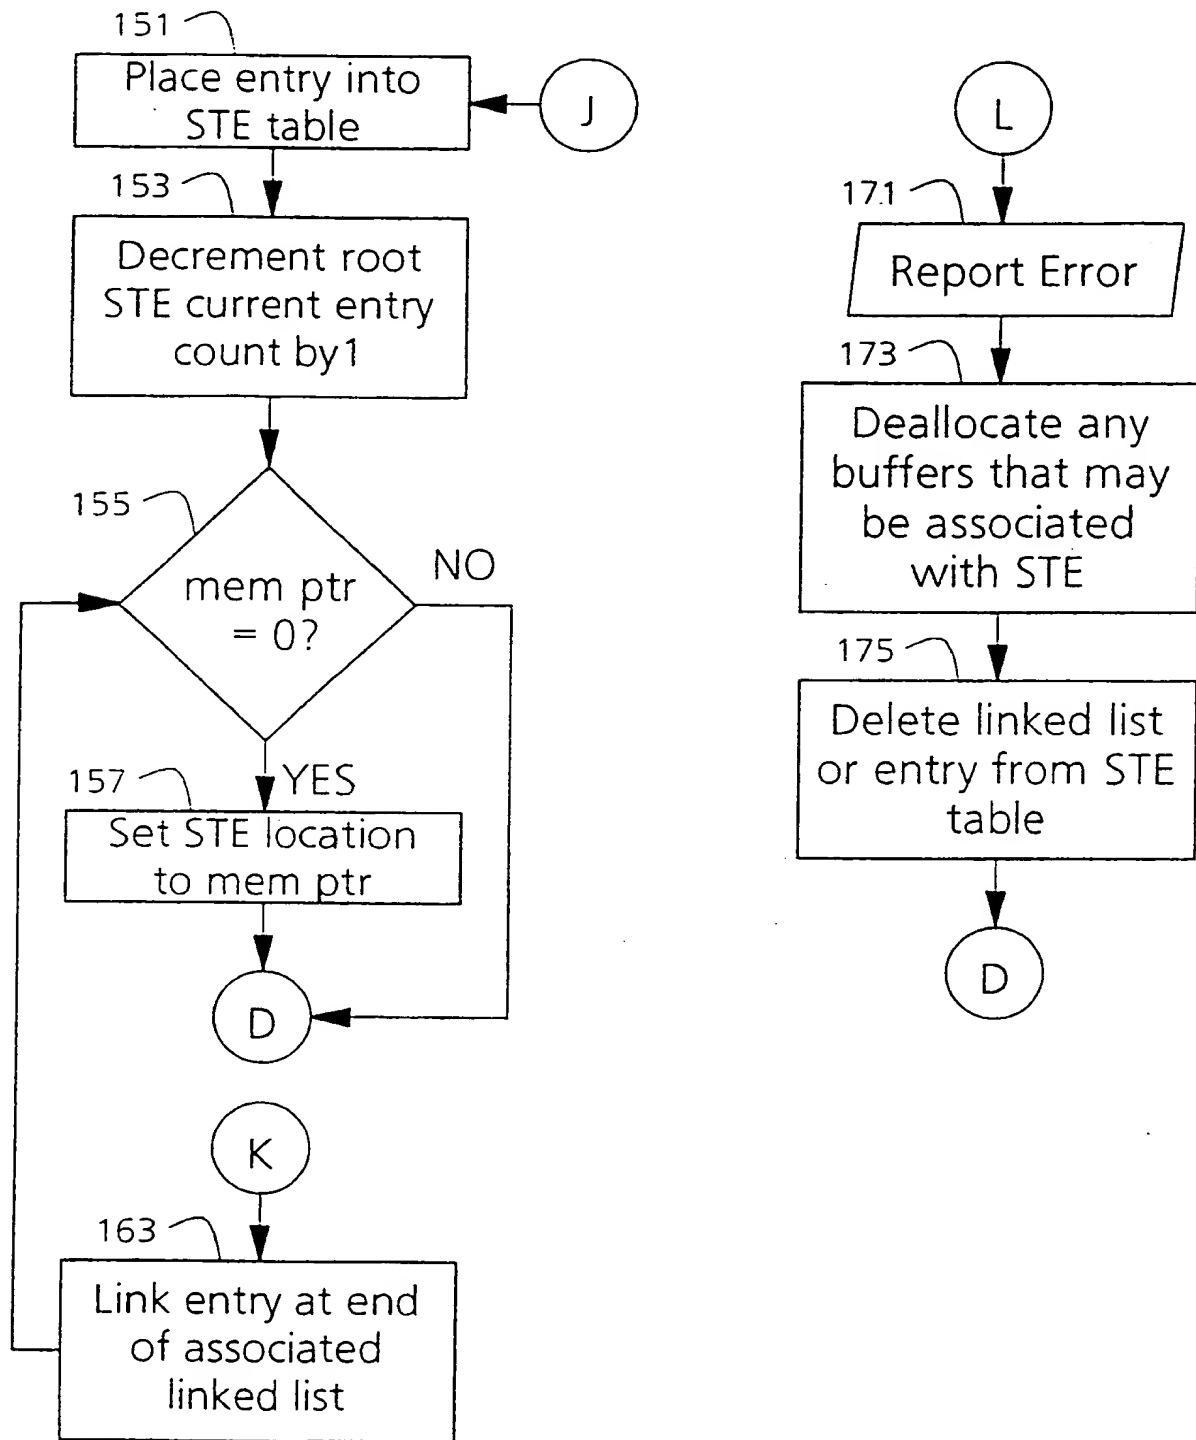 151
Place entry into
STE table
J
153
Decrement root
STE current entry
count by1
155
mem ptr
= 0?
NO
YES
157
Set STE location
to mem ptr
D
K
163
Link entry at end
of associated
linked list
L
171
Report Error
173
Deallocate any
buffers that may
be associated
with STE
175
Delete linked list
or entry from STE
table
D